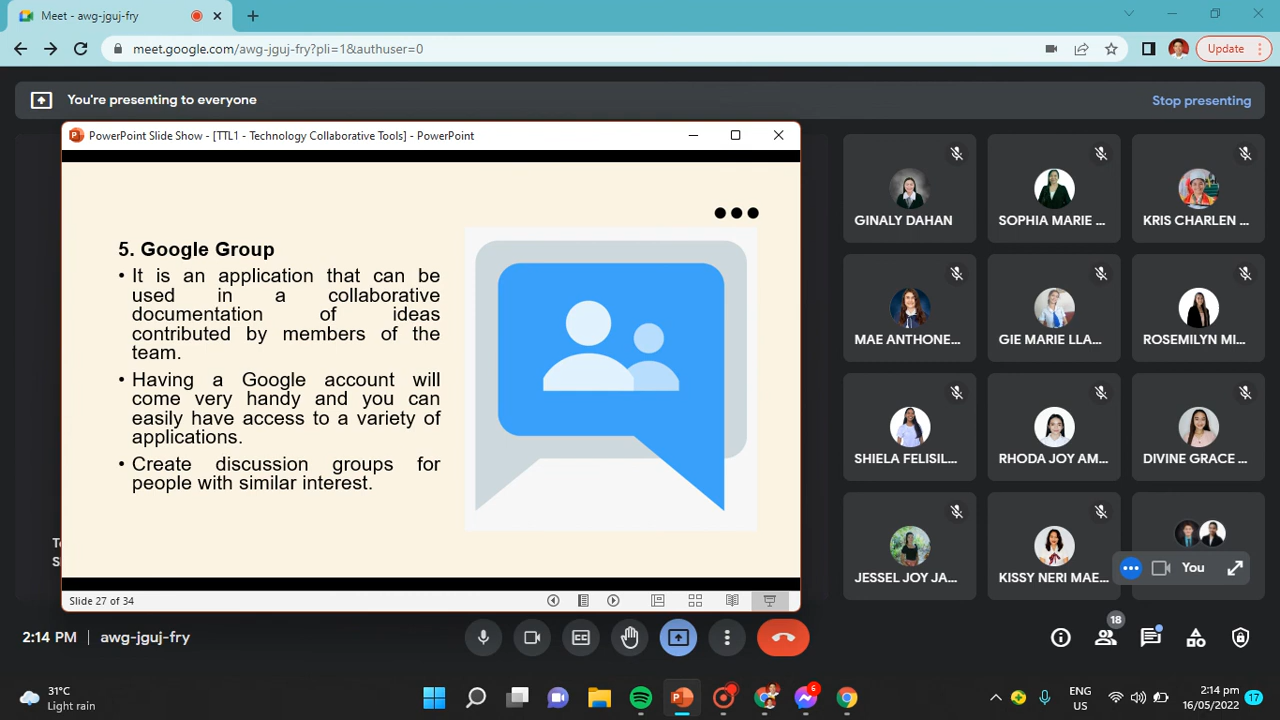 Meet - awg-jguj-fry
meet.google.com/awg-jguj-fry?pli=1&authuser=0
Update
You're presenting to everyone
Stop presenting
PowerPoint Slide Show - [TTL1 - Technology Collaborative Tools] - PowerPoint
5. Google Group
• It is an application that can be
used in a collaborative
documentation of ideas
contributed by members of the
team.
• Having a Google account will
come very handy and you can
easily have access to a variety of
applications.
• Create discussion groups for
people with similar interest.
Slide 27 of 34
GINALY DAHAN
SOPHIA MARIE ...
KRIS CHARLEN ...
MAE ANTHONE...
GIE MARIE LLA...
ROSEMILYN MI...
SHIELA FELISIL...
RHODA JOY AM...
DIVINE GRACE ...
JESSEL JOY JA...
KISSY NERI MAE...
You
2:14 PM | awg-jguj-fry
CC
18
31°C
Light rain
6
ENG
US
2:14 pm
16/05/2022
17